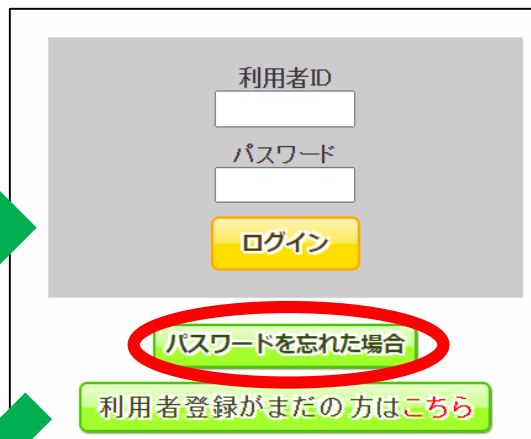 利用者ID
パスワード
ログイン
パスワードを忘れた場合
利用者登録がまだの方はこちら